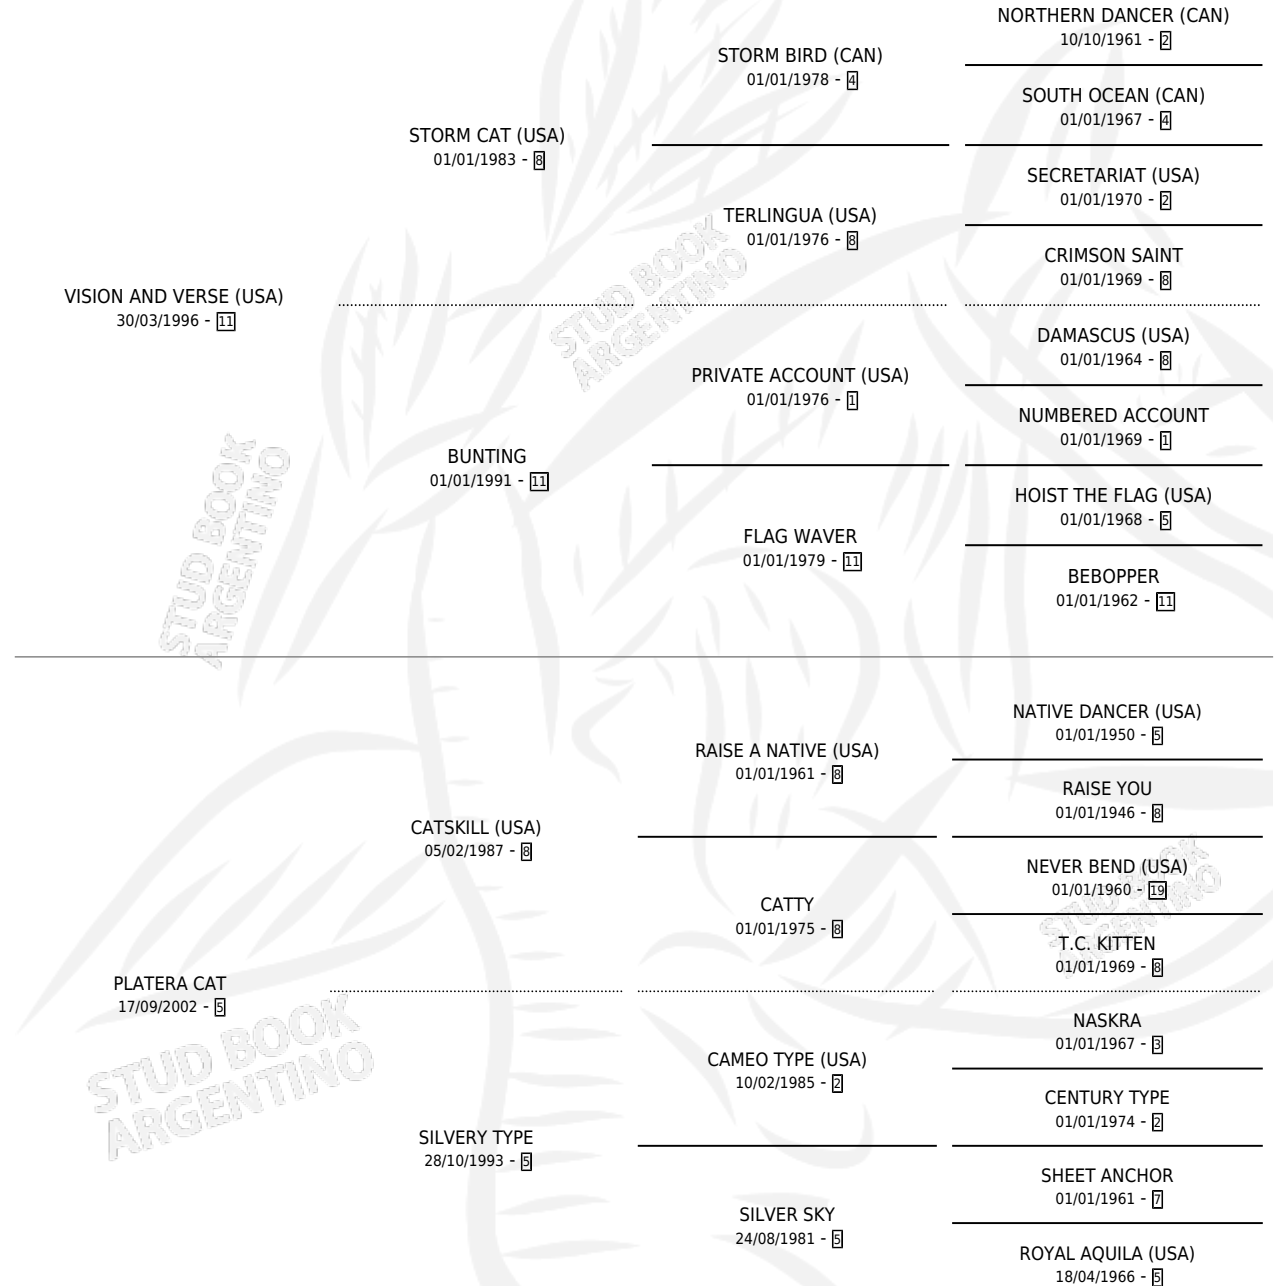 NORTHERN DANCER (CAN)
10/10/1961 - 2
STORM BIRD (CAN)
01/01/1978 - 4
SOUTH OCEAN (CAN)
01/01/1967 - 4
STORM CAT (USA)
01/01/1983 - 8
SECRETARIAT (USA)
01/01/1970 - 2
TERLINGUA (USA)
01/01/1976 - 8
CRIMSON SAINT
01/01/1969 - 8
VISION AND VERSE (USA)
30/03/1996 - 11
DAMASCUS (USA)
01/01/1964 - 8
PRIVATE ACCOUNT (USA)
01/01/1976 - 1
NUMBERED ACCOUNT
01/01/1969 - 1
BUNTING
01/01/1991 - 11
HOIST THE FLAG (USA)
01/01/1968 - 5
FLAG WAVER
01/01/1979 - 11
BEBOPPER
01/01/1962 - 11
NATIVE DANCER (USA)
01/01/1950 - 5
RAISE A NATIVE (USA)
01/01/1961 - 8
RAISE YOU
01/01/1946 - 8
CATSKILL (USA)
05/02/1987 - 8
NEVER BEND (USA)
01/01/1960 - 19
CATTY
01/01/1975 - 8
T.C. KITTEN
01/01/1969 - 8
PLATERA CAT
17/09/2002 - 5
NASKRA
01/01/1967 - 3
CAMEO TYPE (USA)
10/02/1985 - 2
CENTURY TYPE
01/01/1974 - 2
SILVERY TYPE
28/10/1993 - 5
SHEET ANCHOR
01/01/1961 - 7
SILVER SKY
24/08/1981 - 5
ROYAL AQUILA (USA)
18/04/1966 - 5
STUD BOOK
ARGENTINO
STUD BOOK
ARGENTINO
STUD BOOK
ARGENTINO
STUD BOOK
ARGENTINO